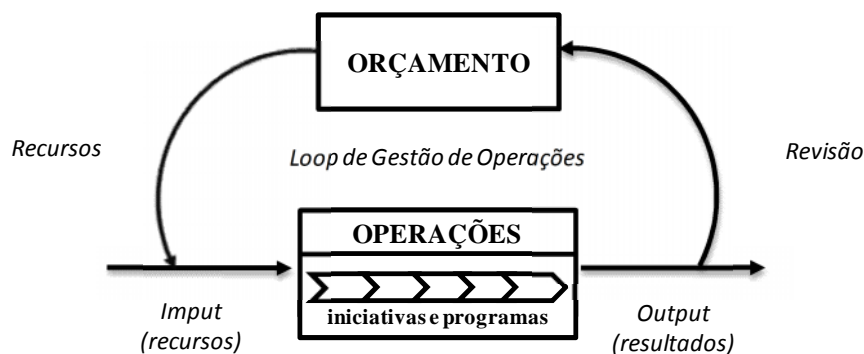 ORÇAMENTO
Recursos
Loop de Gestão de Operações
Revisão
OPERAÇÕES
iniciativas e programas
Imput
(recursos)
Output
(resultados)